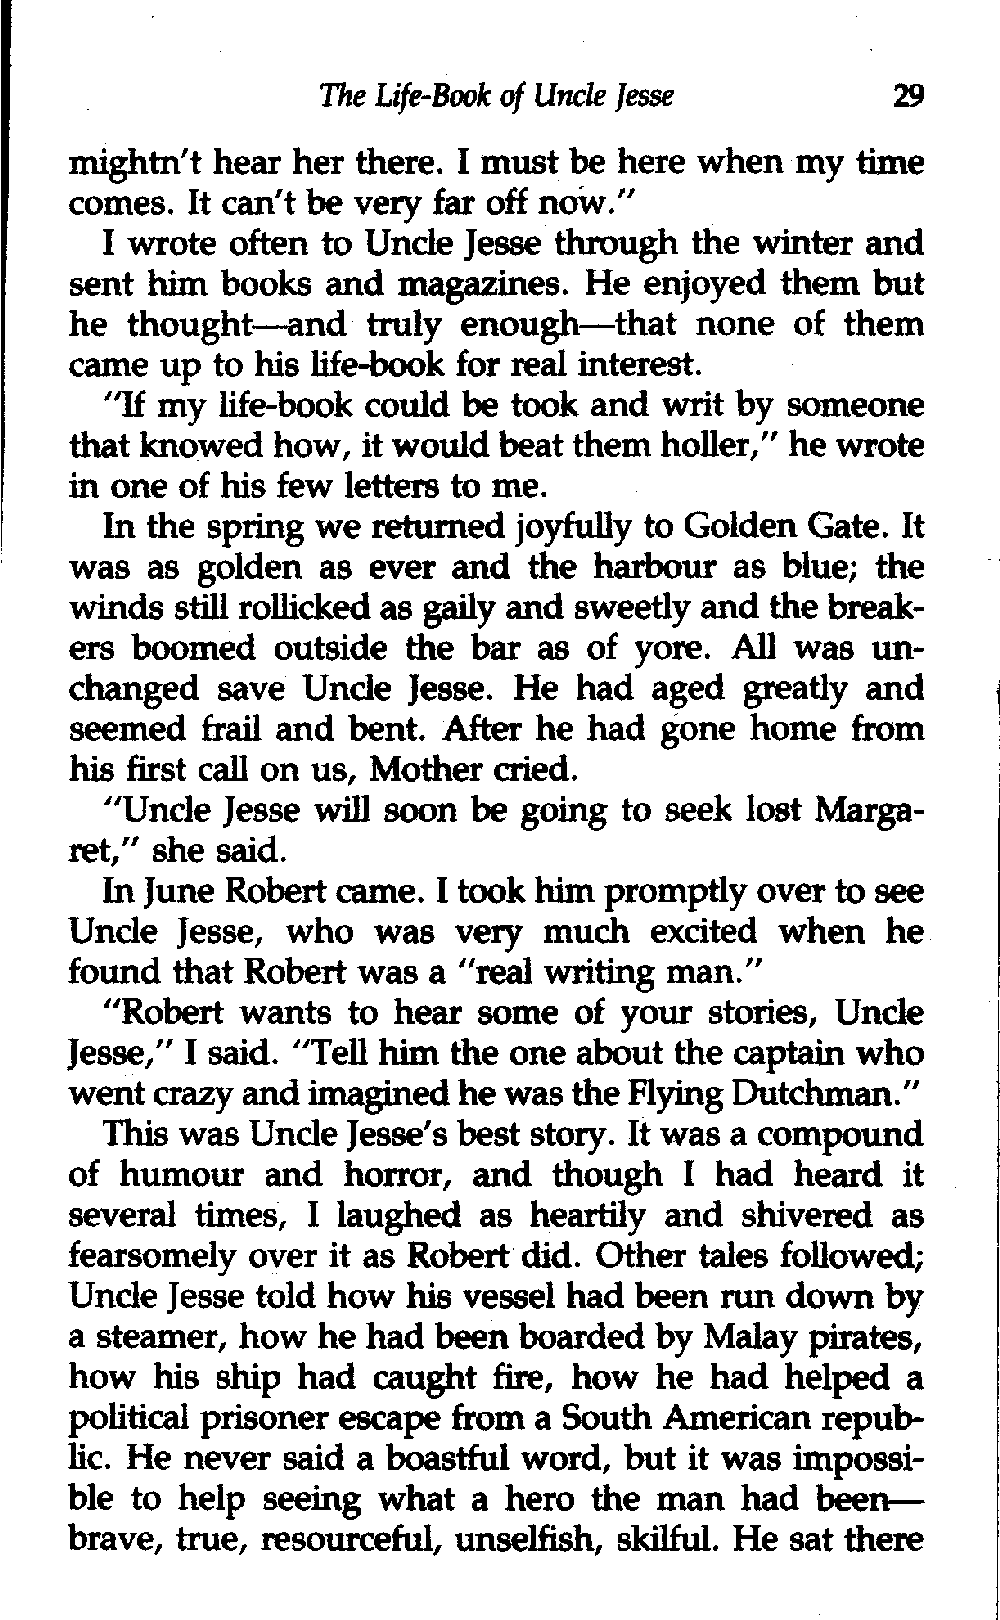 The Life-Book of Uncle Jesse 29
mightn't hear her there. I must be here when my time
comes. It can't be very far off now."
I wrote often to Uncle Jesse through the winter and
sent him books and magazines. He enjoyed them but
he thought—and truly enough—that none of them
came up to his life-book for real interest.
"If my life-book could be took and writ by someone
that knowed how, it would beat them holler," he wrote
in one of his few letters to me.
In the spring we returned joyfully to Golden Gate. It
was as golden as ever and the harbour as blue; the
winds still rollicked as gaily and sweetly and the break-
ers boomed outside the bar as of yore. All was un-
changed save Uncle Jesse. He had aged greatly and
seemed frail and bent. After he had gone home from
his first call on us, Mother cried.
"Uncle Jesse will soon be going to seek lost Marga-
ret," she said.
In June Robert came. I took him promptly over to see
Uncle Jesse, who was very much excited when he
found that Robert was a "real writing man."
"Robert wants to hear some of your stories, Uncle
Jesse," I said. "Tell him the one about the captain who
went crazy and imagined he was the Flying Dutchman."
This was Uncle Jesse's best story. It was a compound
of humour and horror, and though I had heard it
several times, I laughed as heartily and shivered as
fearsomely over it as Robert did. Other tales followed;
Uncle Jesse told how his vessel had been run down by
a steamer, how he had been boarded by Malay pirates,
how his ship had caught fire, how he had helped a
political prisoner escape from a South American repub-
lic. He never said a boastful word, but it was impossi-
ble to help seeing what a hero the man had been—
brave, true, resourceful, unselfish, skilful. He sat there